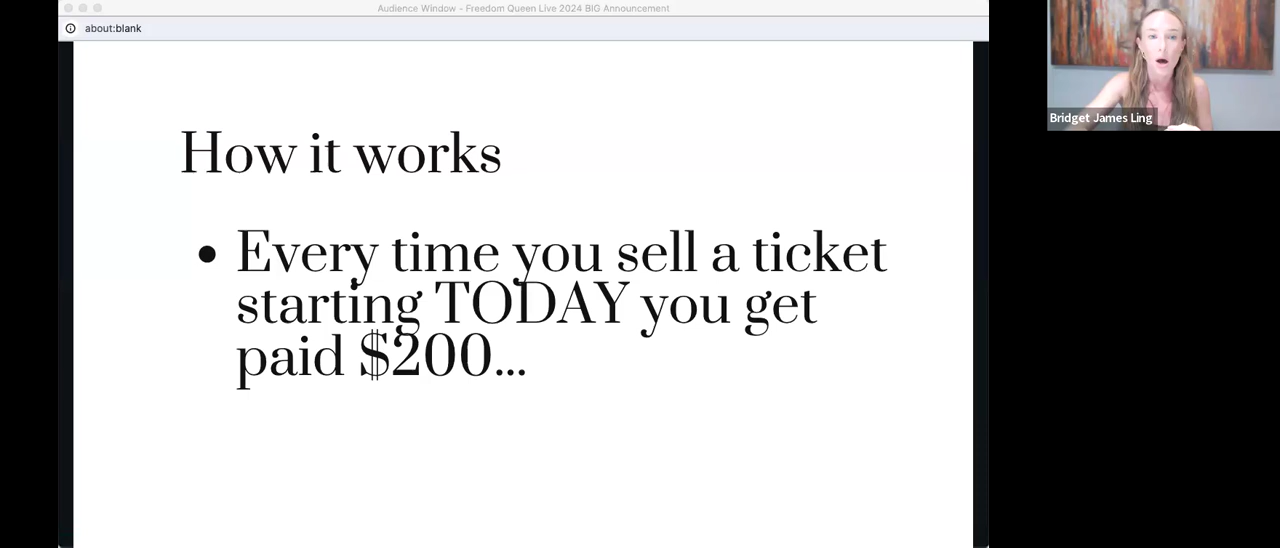 Audience Window - Freedom Queen Live 2024 BIG Announcement
about:blank
Bridget James Ling
How it works
• Every time you sell a ticket
starting TODAY you get
paid $200...